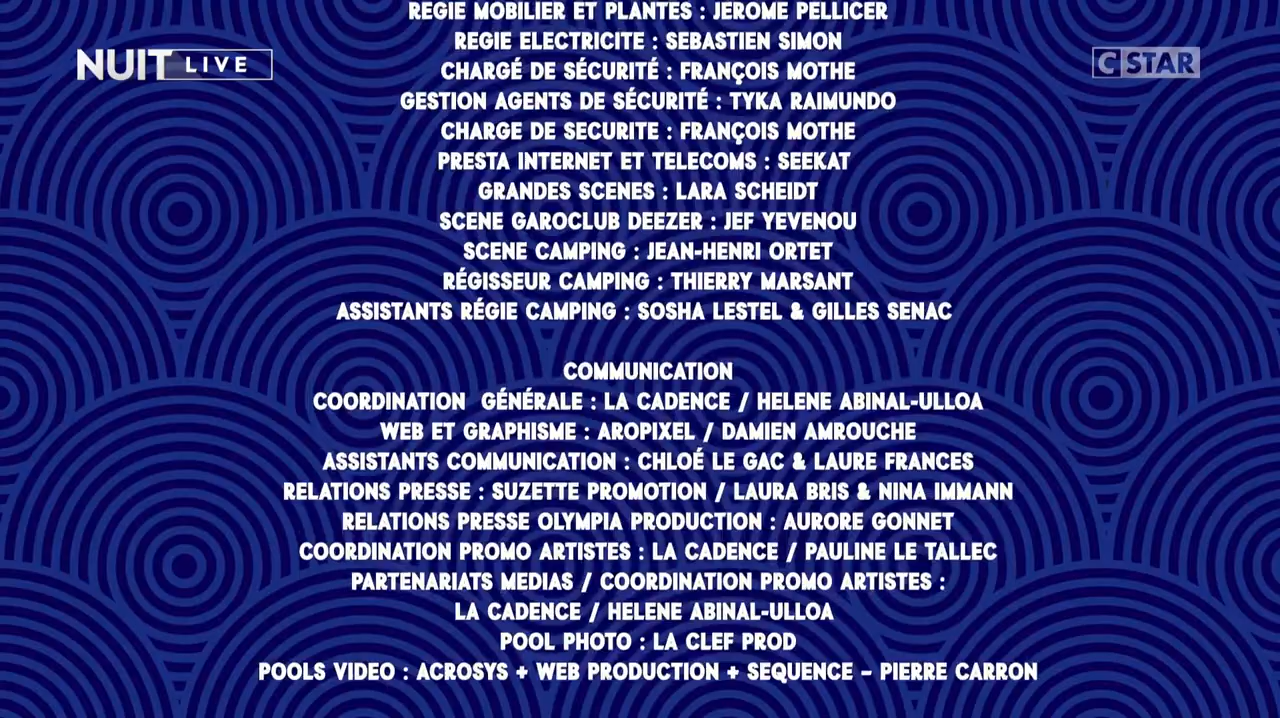 REGIE MOBILIER ET PLANTES : JEROME PELLICER
NUIT LIVE
C STAR
REGIE ELECTRICITE : SEBASTIEN SIMON
CHARGÉ DE SÉCURITÉ : FRANÇOIS MOTHE
GESTION AGENTS DE SÉCURITÉ : TYKA RAIMUNDO
CHARGE DE SECURITE : FRANÇOIS MOTHE
PRESTA INTERNET ET TELECOMS : SEEKAT
GRANDES SCENES : LARA SCHEIDT
SCENE GAROCLUB DEEZER : JEF YEVENOU
SCENE CAMPING : JEAN-HENRI ORTET
RÉGISSEUR CAMPING : THIERRY MARSANT
ASSISTANTS RÉGIE CAMPING : SOSHA LESTEL & GILLES SENAC
COMMUNICATION
COORDINATION GÉNÉRALE : LA CADENCE / HELENE ABINAL-ULLOA
WEB ET GRAPHISME : AROPIXEL / DAMIEN AMROUCHE
ASSISTANTS COMMUNICATION : CHLOÉ LE GAC & LAURE FRANCES
RELATIONS PRESSE : SUZETTE PROMOTION / LAURA BRIS & NINA IMMANN
RELATIONS PRESSE OLYMPIA PRODUCTION : AURORE GONNET
COORDINATION PROMO ARTISTES : LA CADENCE / PAULINE LE TALLEC
PARTENARIATS MEDIAS / COORDINATION PROMO ARTISTES :
LA CADENCE / HELENE ABINAL-ULLOA
POOL PHOTO : LA CLEF PROD
POOLS VIDEO : ACROSYS + WEB PRODUCTION + SEQUENCE - PIERRE CARRON